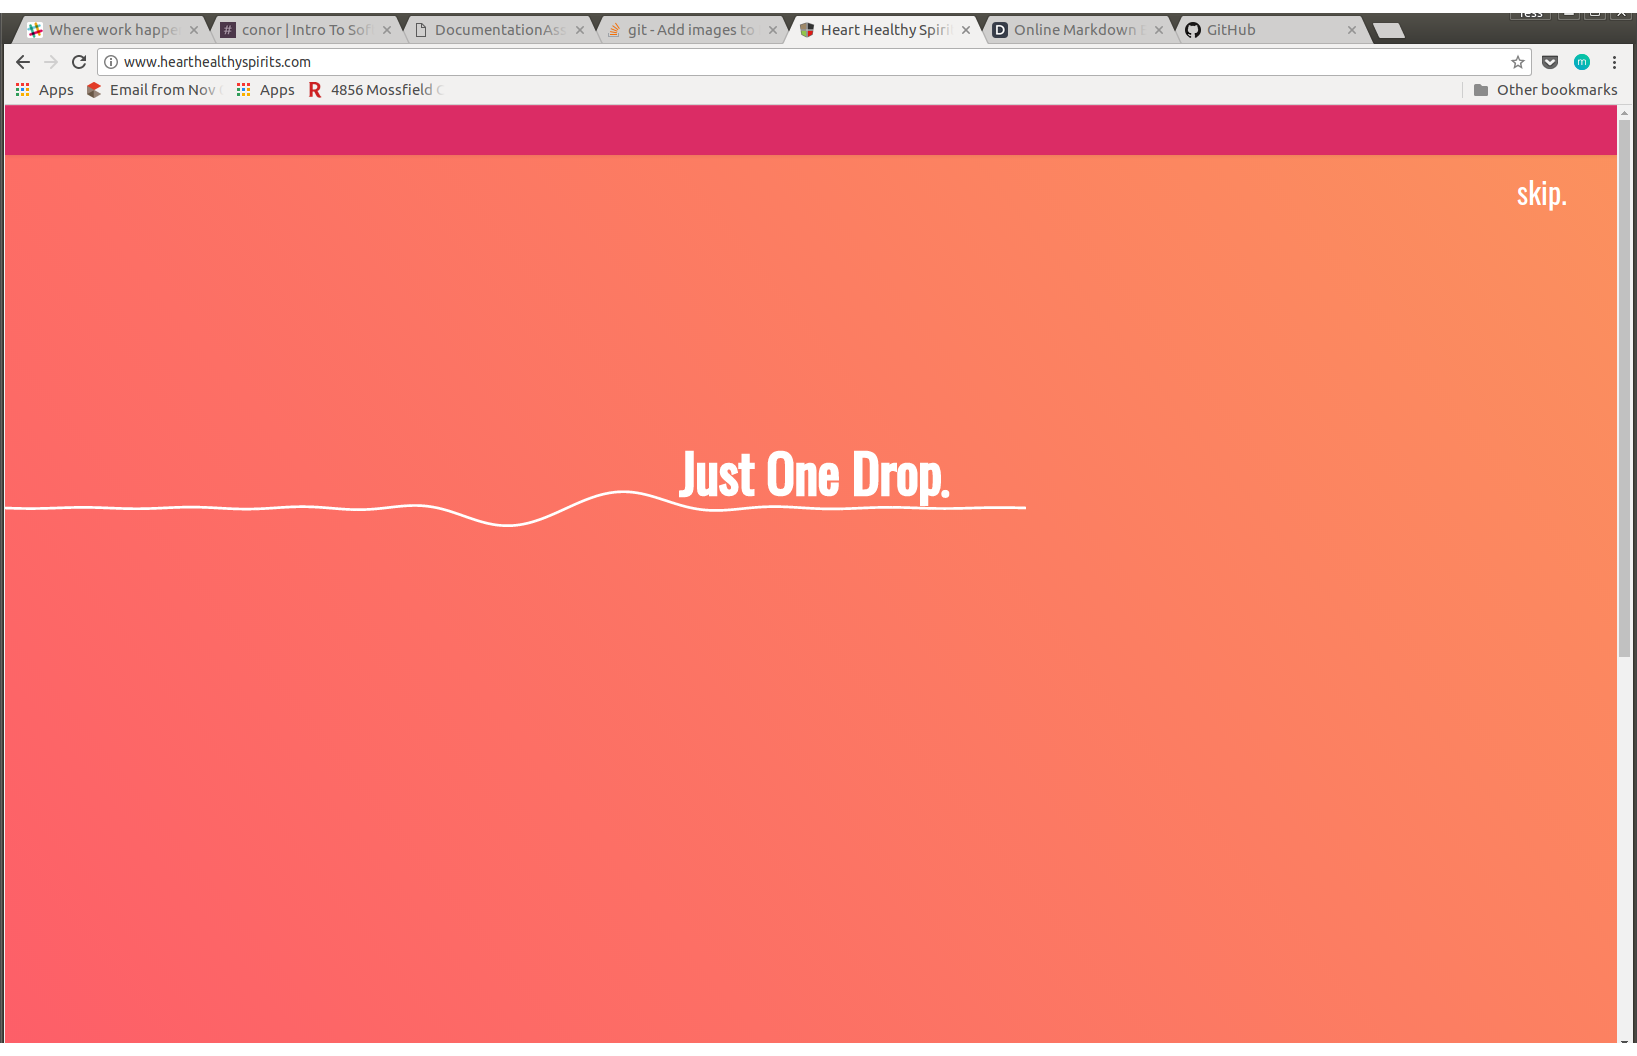 Tess
Where work happe
# conor | Intro To Sof
DocumentationAss
git - Add images to
Heart Healthy Spiri
D Online Markdown E
GitHub
www.hearthealthyspirits.com
m
Apps
Email from Nov
Apps
R 4856 Mossfield C
Other bookmarks
skip.
Just One Drop.